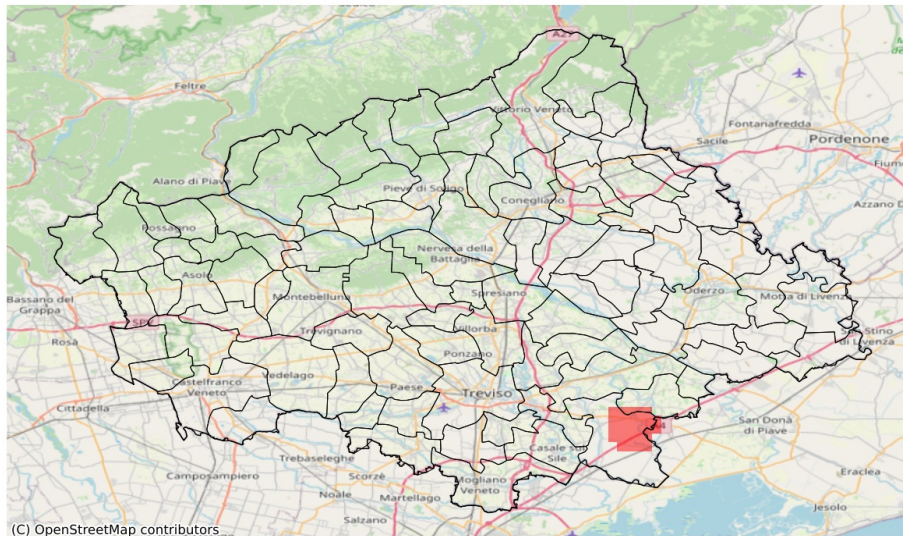 A27
Feltre
Vittorio Veneto
Fontanafredda
Sacile
Pordenone
Alano di Piave
Pieve di Soligo
Conegliano
Azzano D
Possagno
Nervesa della
Battaglia
Asolo
Bassano del
Grappa
Montebelluna
Spresiano
Oderzo
Motta di Livenza
Rosà
Trevignano
Villorba
Ponzano
di Livenza
Castelfranco
Veneto
Vedelago
Paese
Treviso
Cittadella
San Donà
di Piave
Trebaseleghe
Casale su
Sile
Camposampiero
Scorzè
Mogliano
Veneto
Eraclea
Noale
Martellago
Jesolo
Salzano
(C) OpenStreetMap contributors